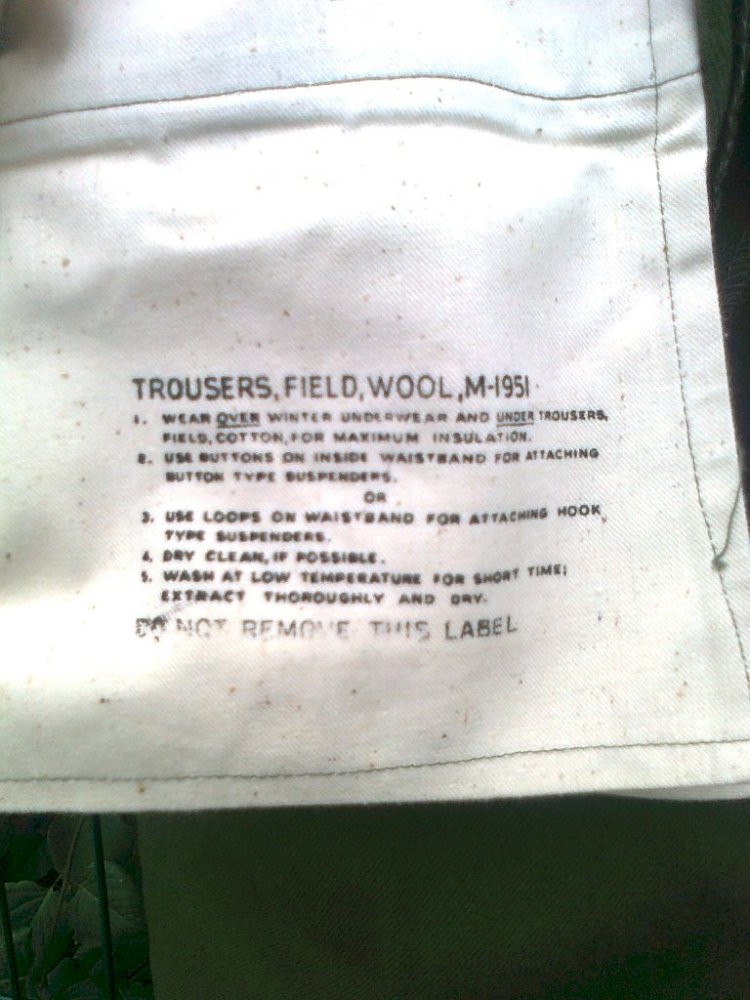 TROUSERS, FIELD, WOOL, M-1951
1. WEAR OVER WINTER UNDERWEAR AND UNDER TROUSERS,
FIELD, COTTON, FOR MAXIMUM INSULATION.
2. USE BUTTONS ON INSIDE WAISTBAND FOR ATTACHING
BUTTON TYPE SUSPENDERS.
OR
3. USE LOOPS ON WAISTBAND FOR ATTACHING HOOK
TYPE SUSPENDERS.
4. DRY CLEAN, IF POSSIBLE.
5. WASH AT LOW TEMPERATURE FOR SHORT TIME;
EXTRACT THOROUGHLY AND DRY.
DO NOT REMOVE THIS LABEL